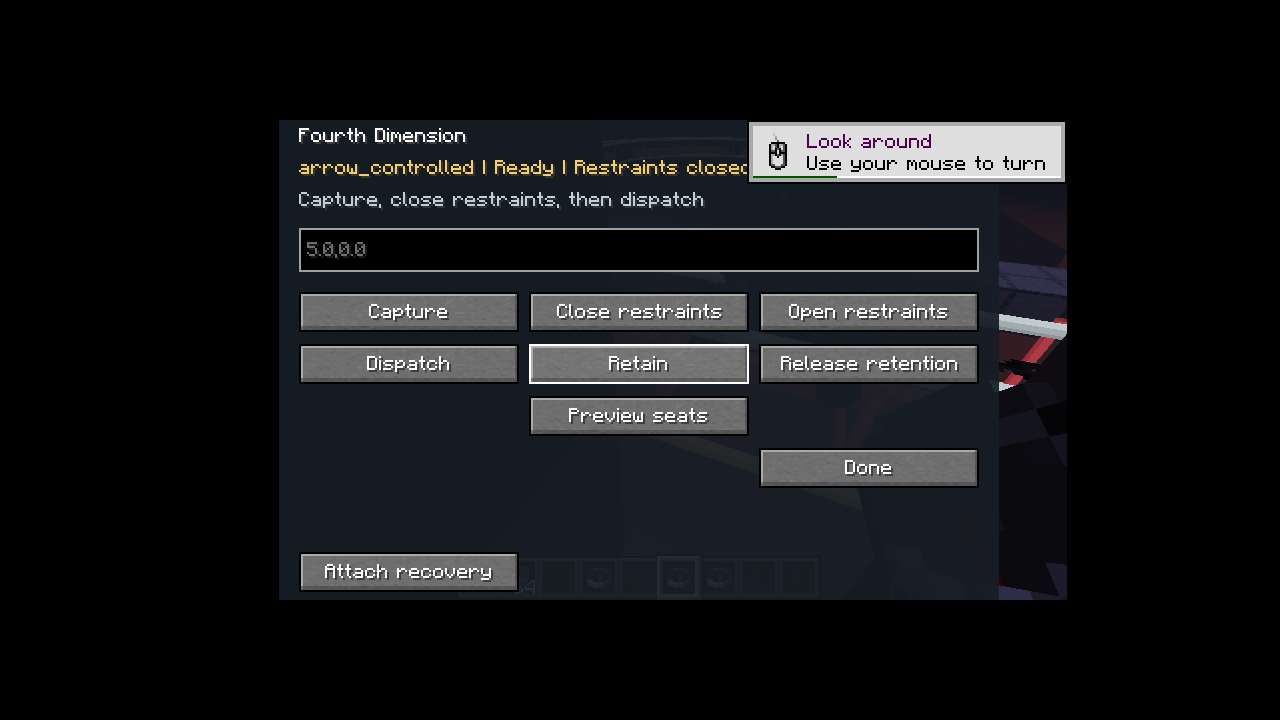 Fourth Dimension
Look around
Use your mouse to turn
arrow_controlled | Ready | Restraints closed
Capture, close restraints, then dispatch
5.0,0.0
Capture
Close restraints
Open restraints
Dispatch
Retain
Release retention
Preview seats
Done
Attach recovery
64